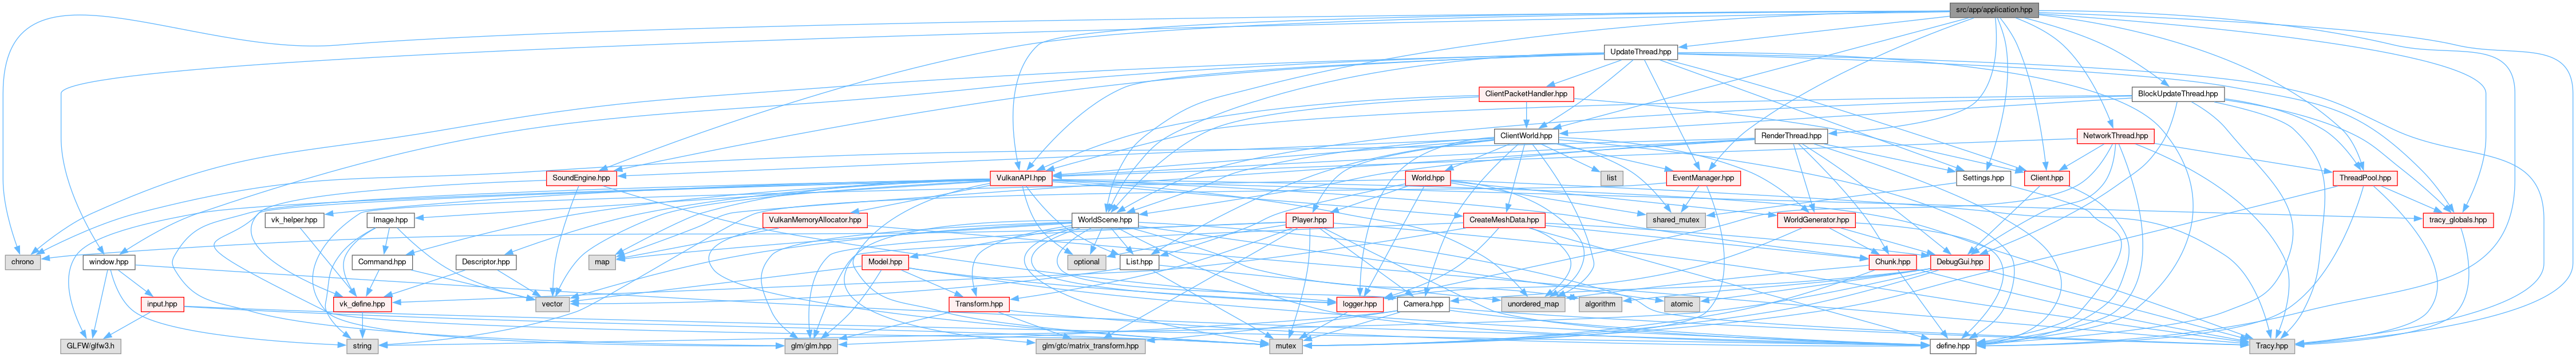 src/app/application.hpp
UpdateThread.hpp
ClientPacketHandler.hpp
BlockUpdateThread.hpp
ClientWorld.hpp
RenderThread.hpp
NetworkThread.hpp
SoundEngine.hpp
VulkanAPI.hpp
World.hpp
list
EventManager.hpp
Settings.hpp
Client.hpp
ThreadPool.hpp
vk_helper.hpp
Image.hpp
VulkanMemoryAllocator.hpp
WorldScene.hpp
Player.hpp
CreateMeshData.hpp
shared_mutex
WorldGenerator.hpp
tracy_globals.hpp
chrono
window.hpp
Command.hpp
Descriptor.hpp
map
Model.hpp
optional
List.hpp
Chunk.hpp
DebugGui.hpp
input.hpp
vk_define.hpp
vector
Transform.hpp
logger.hpp
Camera.hpp
unordered_map
algorithm
atomic
GLFW/glfw3.h
string
glm/glm.hpp
glm/gtc/matrix_transform.hpp
mutex
define.hpp
Tracy.hpp